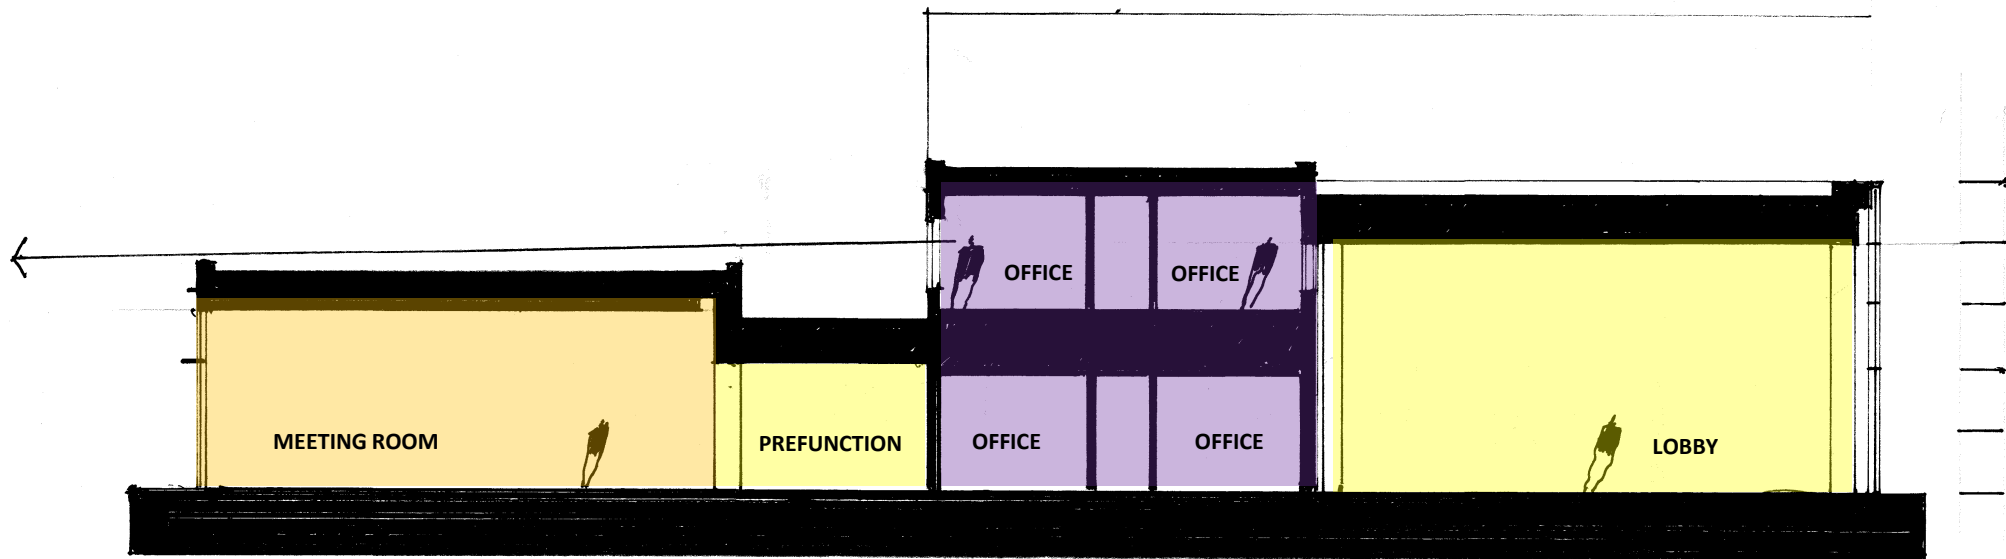 OFFICE
OFFICE
MEETING ROOM
PREFUNCTION
OFFICE
OFFICE
LOBBY